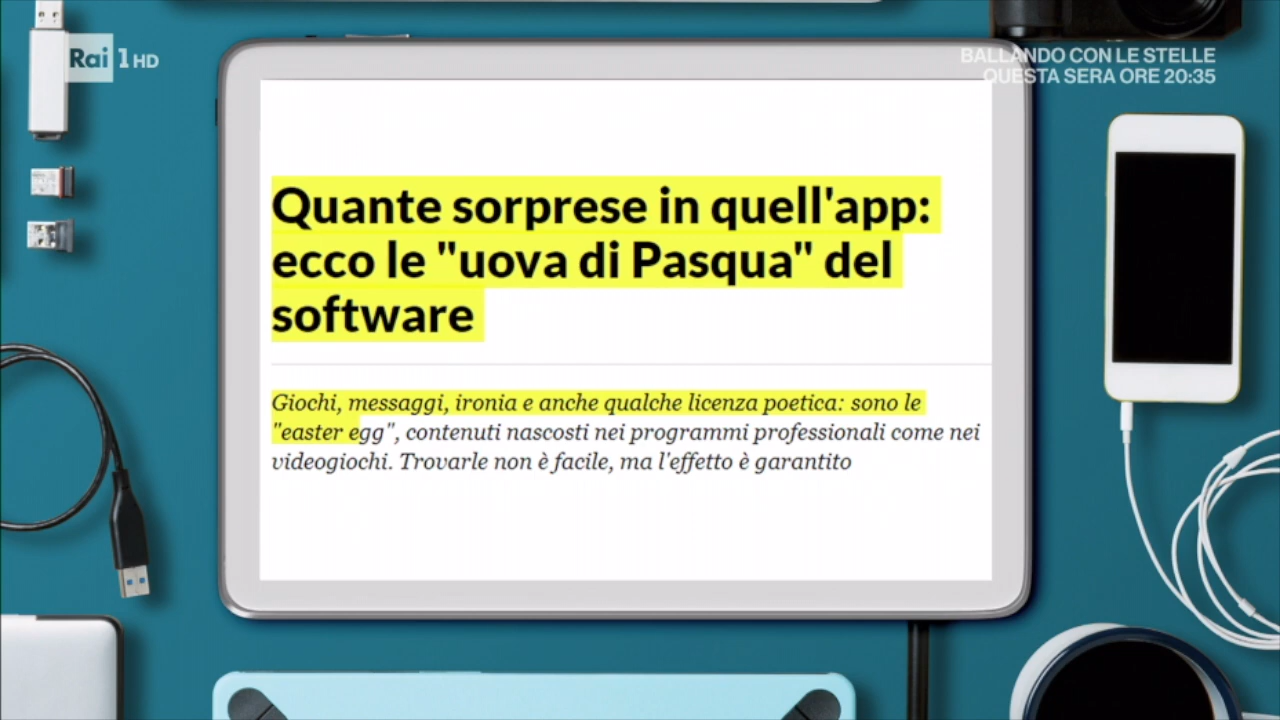 Rai 1 HD
BALLANDO CON LE STELLE
QUESTA SERA ORE 20:35
Quante sorprese in quell'app:
ecco le "uova di Pasqua" del
software
Giochi, messaggi, ironia e anche qualche licenza poetica: sono le
"easter egg", contenuti nascosti nei programmi professionali come nei
videogiochi. Trovarle non è facile, ma l'effetto è garantito